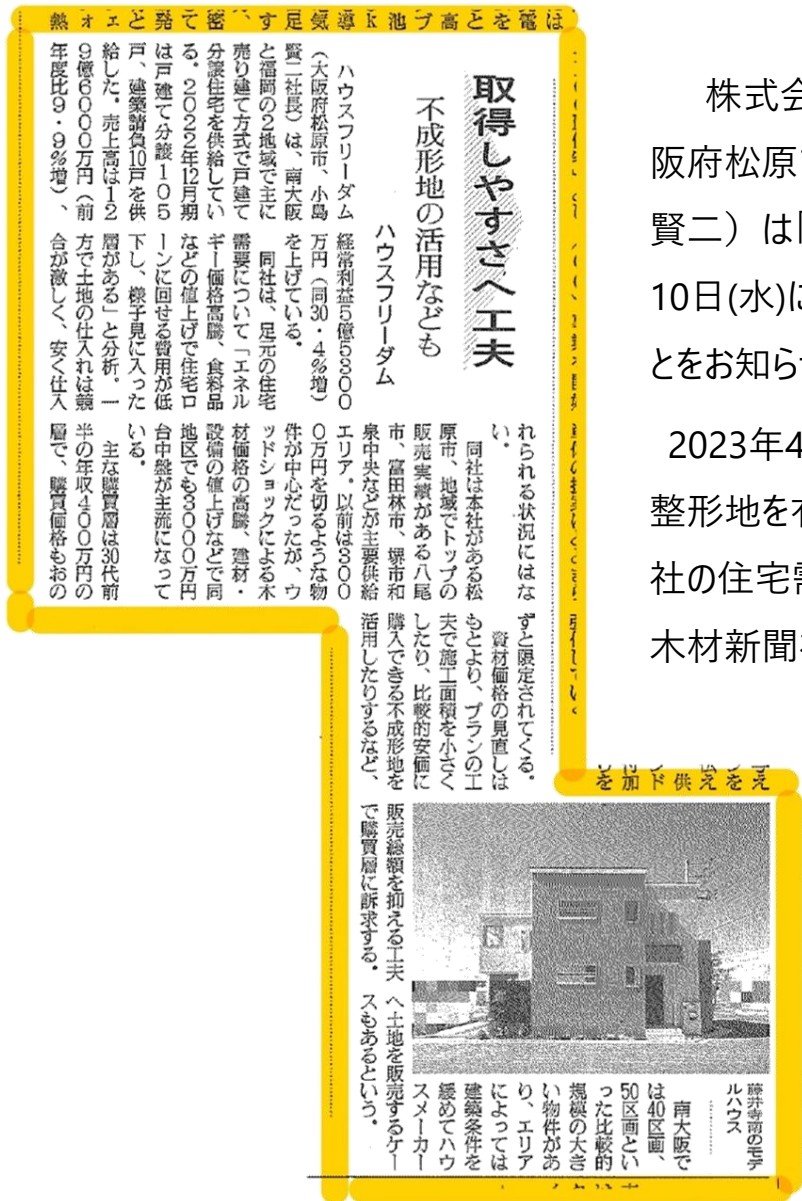 取得しやすさへ工夫
不成形地の活用なども
ハウスフリーダム
ハウスフリーダム
(大阪府松原市、小島
賢二社長)は、南大阪
と福岡の2地域で主に
売り建て方式で戸建て
分譲住宅を供給してい
る。2022年12月期
は戸建て分譲105
戸、建築請負10戸を供
給した。売上高は12
9億6000万円(前
年度比9・9%増)、
経常利益5億5300
万円(同30・4%増)
を上げている。
同社は、足元の住宅
需要について「エネル
ギー価格高騰、食料品
などの値上げで住宅ロ
ーンに回せる費用が低
下し、様子見に入った
層がある」と分析。一
方で土地の仕入れは競
合が激しく、安く仕入
れられる状況にはな
い。
同社は本社がある松
原市、地域でトップの
販売実績がある八尾
市、富田林市、堺市和
泉中央などが主要供給
エリア。以前は300
0万円を切るような物
件が中心だったが、ウ
ッドショックによる木
材価格の高騰、建材・
設備の値上げなどで同
地区でも3000万円
台中盤が主流になって
いる。
主な購買層は30代前
半の年収400万円の
層で、購買価格もおの
ずと限定されてくる。
資材価格の見直しは
もとより、プランの工
夫で施工面積を小さく
したり、比較的安価に
購入できる不成形地を
活用したりするなど、
販売総額を抑える工夫
で購買層に訴求する。
藤井寺南のモデ
ルハウス
南大阪で
は40区画、
50区画とい
った比較的
規模の大き
い物件があ
り、エリア
によっては
建築条件を
緩めてハウ
スメーカー
へ土地を販売するケー
スもあるという。
株式会
阪府松原
賢二)は
10日(水)に
とをお知らせ
2023年4
整形地を
社の住宅
木材新聞